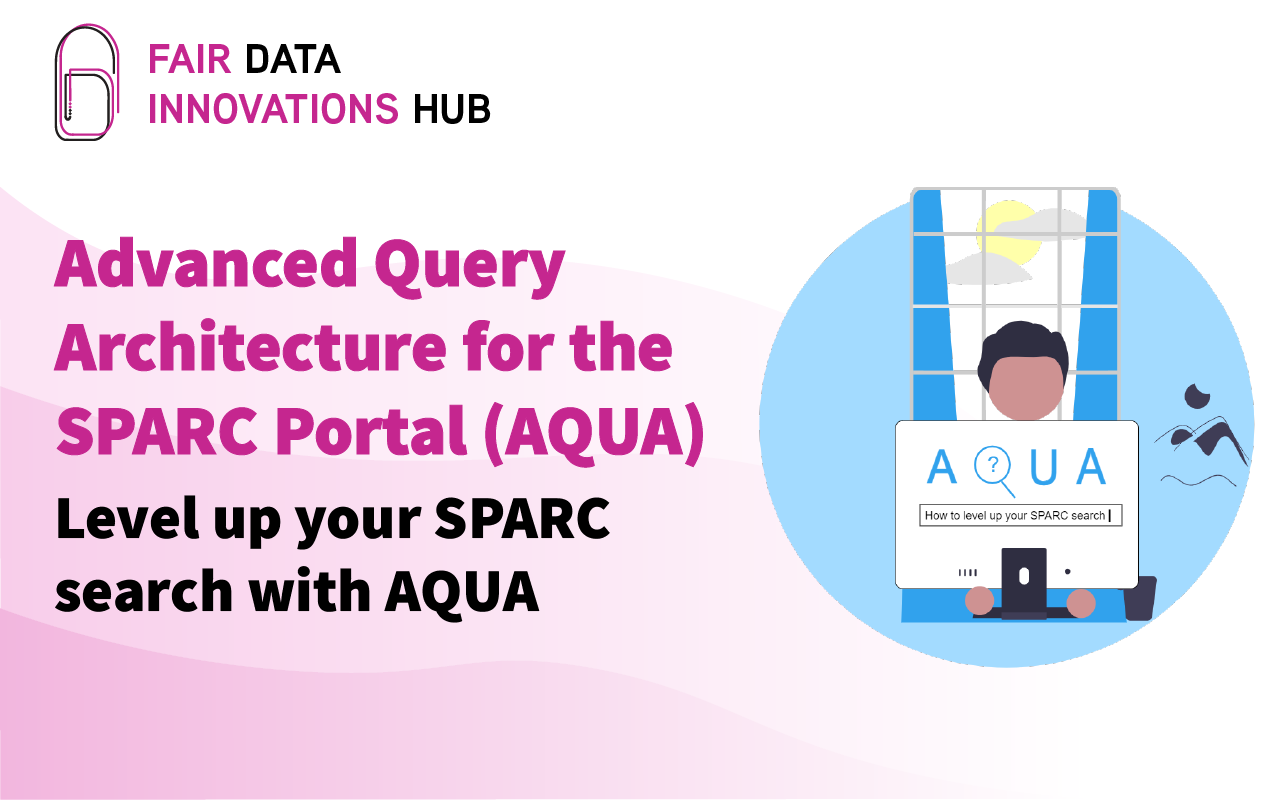 FAIR DATA
INNOVATIONS HUB
Advanced Query
Architecture for the
SPARC Portal (AQUA)
Level up your SPARC
search with AQUA
A ? U A
How to level up your SPARC search